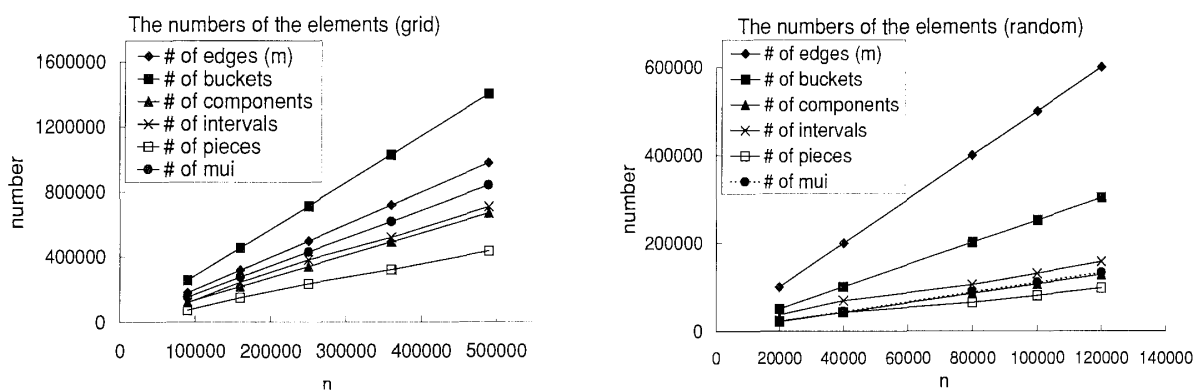 The numbers of the elements (grid)
1600000
1200000
800000
400000
0
number
# of edges (m)
# of buckets
# of components
# of intervals
# of pieces
# of mui
0 100000 200000 300000 400000 500000
n
The numbers of the elements (random)
600000
400000
200000
0
number
# of edges (m)
# of buckets
# of components
# of intervals
# of pieces
# of mui
0 20000 40000 60000 80000 100000 120000 140000
n